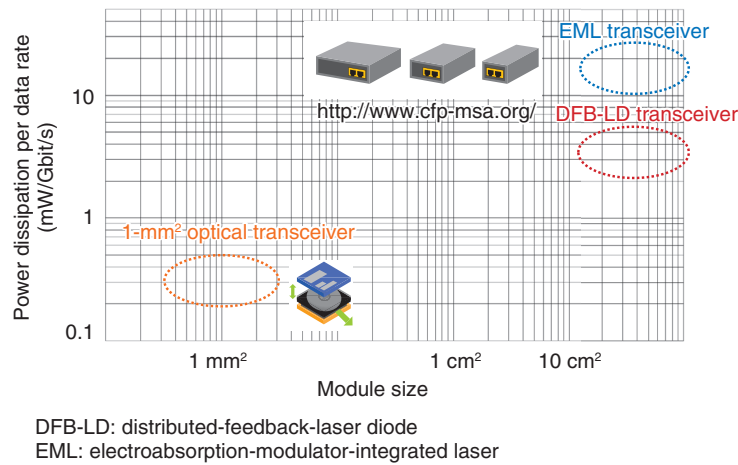 EML transceiver
http://www.cfp-msa.org/
DFB-LD transceiver
1-mm² optical transceiver
Power dissipation per data rate
(mW/Gbit/s)
10
1
0.1
1 mm²
1 cm²
10 cm²
Module size
DFB-LD: distributed-feedback-laser diode
EML: electroabsorption-modulator-integrated laser